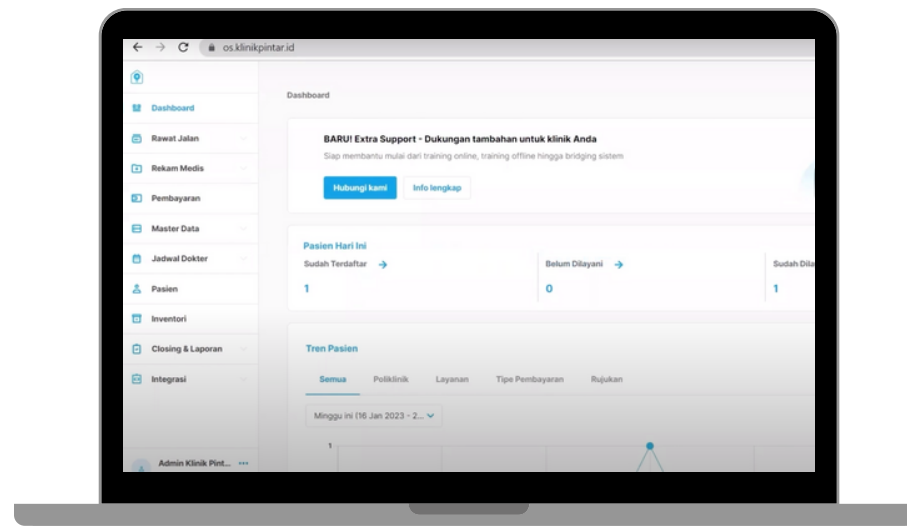 os.klinikpintar.id
Dashboard
Dashboard
Rawat Jalan
Rekam Medis
Pembayaran
Master Data
Jadwal Dokter
Pasien
Inventori
Closing & Laporan
Integrasi
Admin Klinik Pint...
BARU! Extra Support - Dukungan tambahan untuk klinik Anda
Siap membantu mulai dari training online, training offline hingga bridging sistem
Hubungi kami Info lengkap
Pasien Hari Ini
Sudah Terdaftar Belum Dilayani Sudah Dila
1 0 1
Tren Pasien
Semua Poliklinik Layanan Tipe Pembayaran Rujukan
Minggu ini (16 Jan 2023 - 2...
1